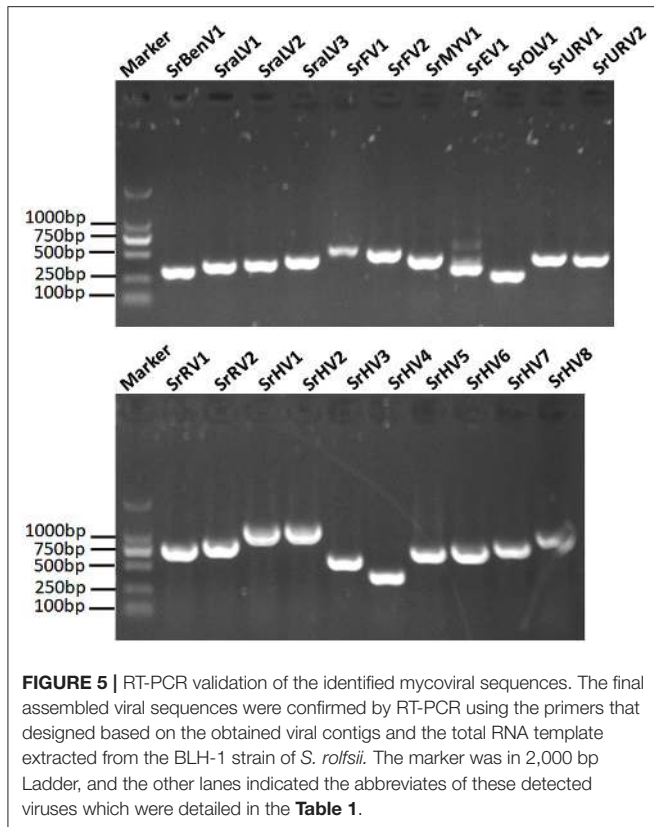 Marker SrBenV1 SraLV1 SraLV2 SraLV3 SrFV1 SrFV2 SrMYV1 SrEV1 SrOLV1 SrURV1 SrURV2
1000bp
750bp
500bp
250bp
100bp
Marker SrRV1 SrRV2 SrHV1 SrHV2 SrHV3 SrHV4 SrHV5 SrHV6 SrHV7 SrHV8
1000bp
750bp
500bp
250bp
100bp
FIGURE 5 | RT-PCR validation of the identified mycoviral sequences. The final
assembled viral sequences were confirmed by RT-PCR using the primers that
designed based on the obtained viral contigs and the total RNA template
extracted from the BLH-1 strain of S. rolfsii. The marker was in 2,000 bp
Ladder, and the other lanes indicated the abbreviates of these detected
viruses which were detailed in the Table 1.